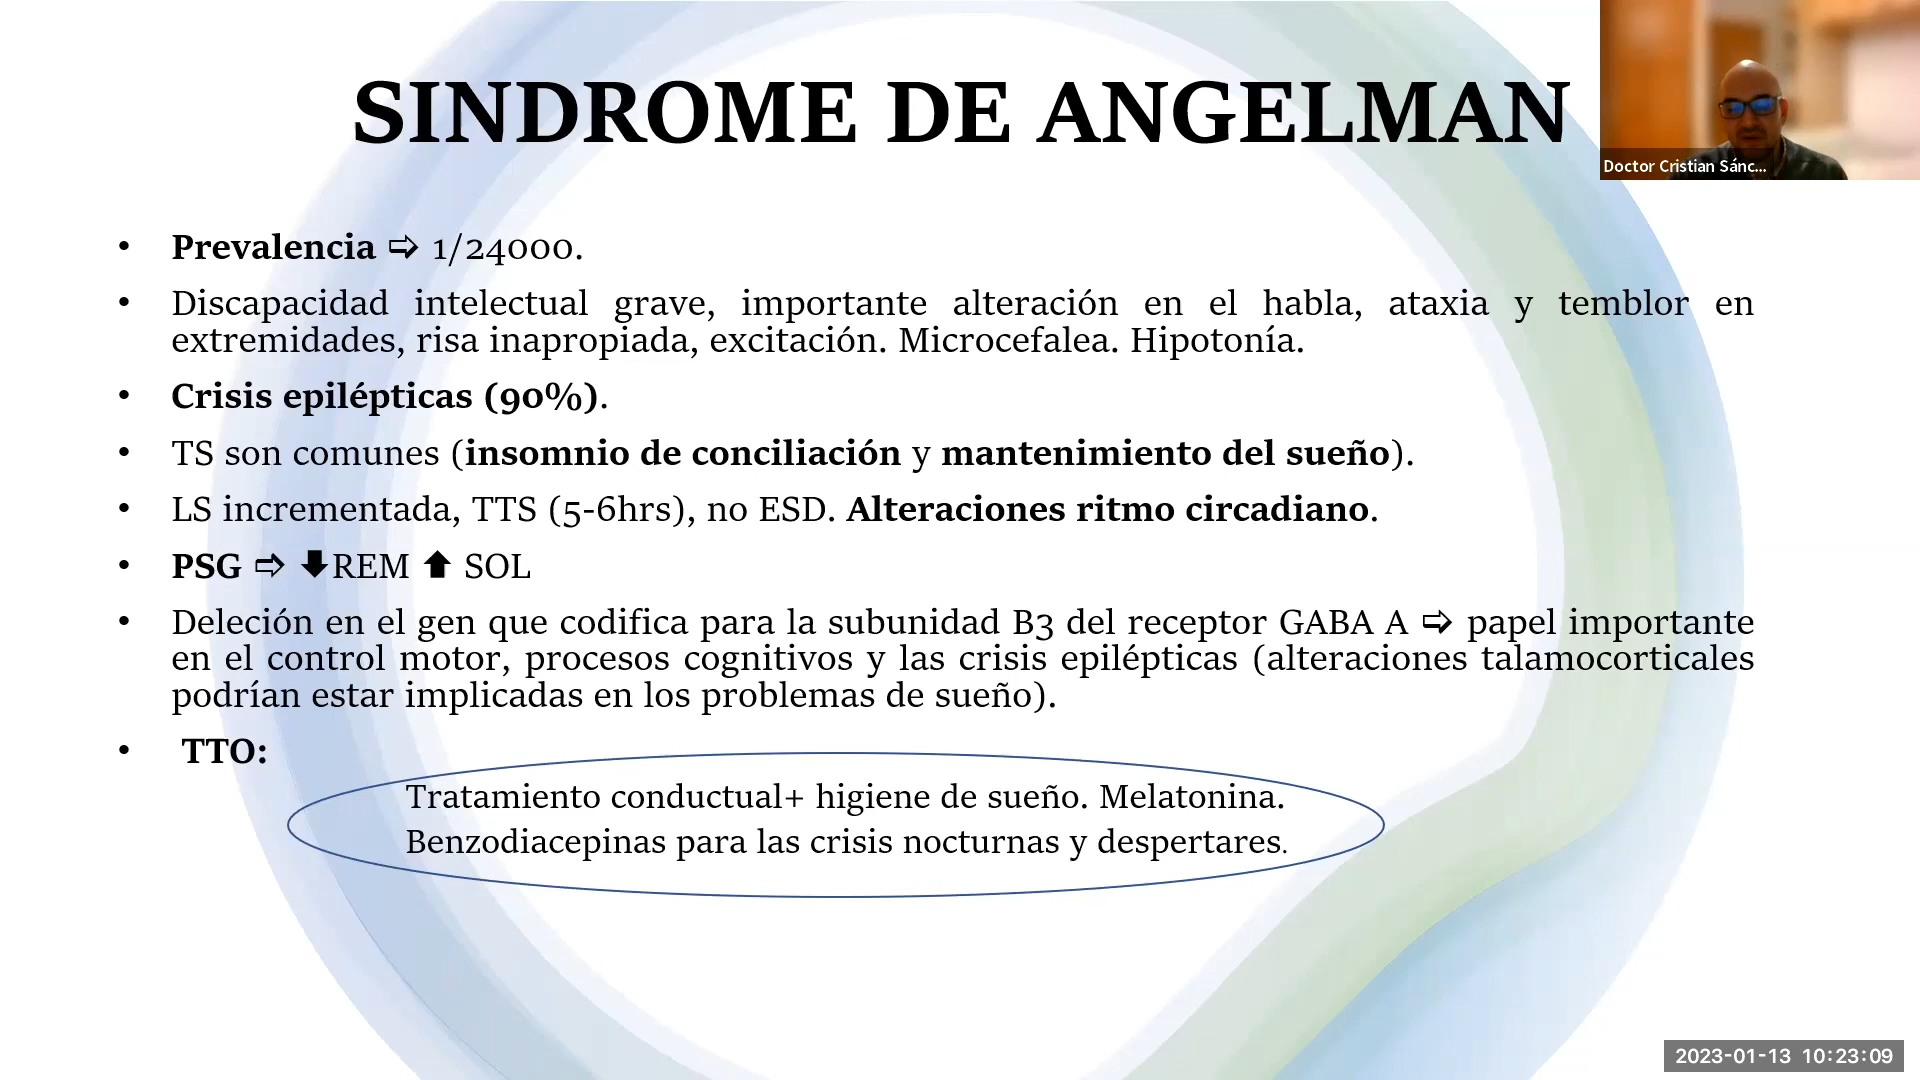 SINDROME DE ANGELMAN
Doctor Cristian Sánc...
• Prevalencia ➯ 1/24000.
• Discapacidad intelectual grave, importante alteración en el habla, ataxia y temblor en
extremidades, risa inapropiada, excitación. Microcefalea. Hipotonía.
• Crisis epilépticas (90%).
• TS son comunes (insomnio de conciliación y mantenimiento del sueño).
• LS incrementada, TTS (5-6hrs), no ESD. Alteraciones ritmo circadiano.
• PSG ➯ 🡇REM 🡅 SOL
• Deleción en el gen que codifica para la subunidad B3 del receptor GABA A ➯ papel importante
en el control motor, procesos cognitivos y las crisis epilépticas (alteraciones talamocorticales
podrían estar implicadas en los problemas de sueño).
• TTO:
Tratamiento conductual+ higiene de sueño. Melatonina.
Benzodiacepinas para las crisis nocturnas y despertares.
2023-01-13 10:23:09